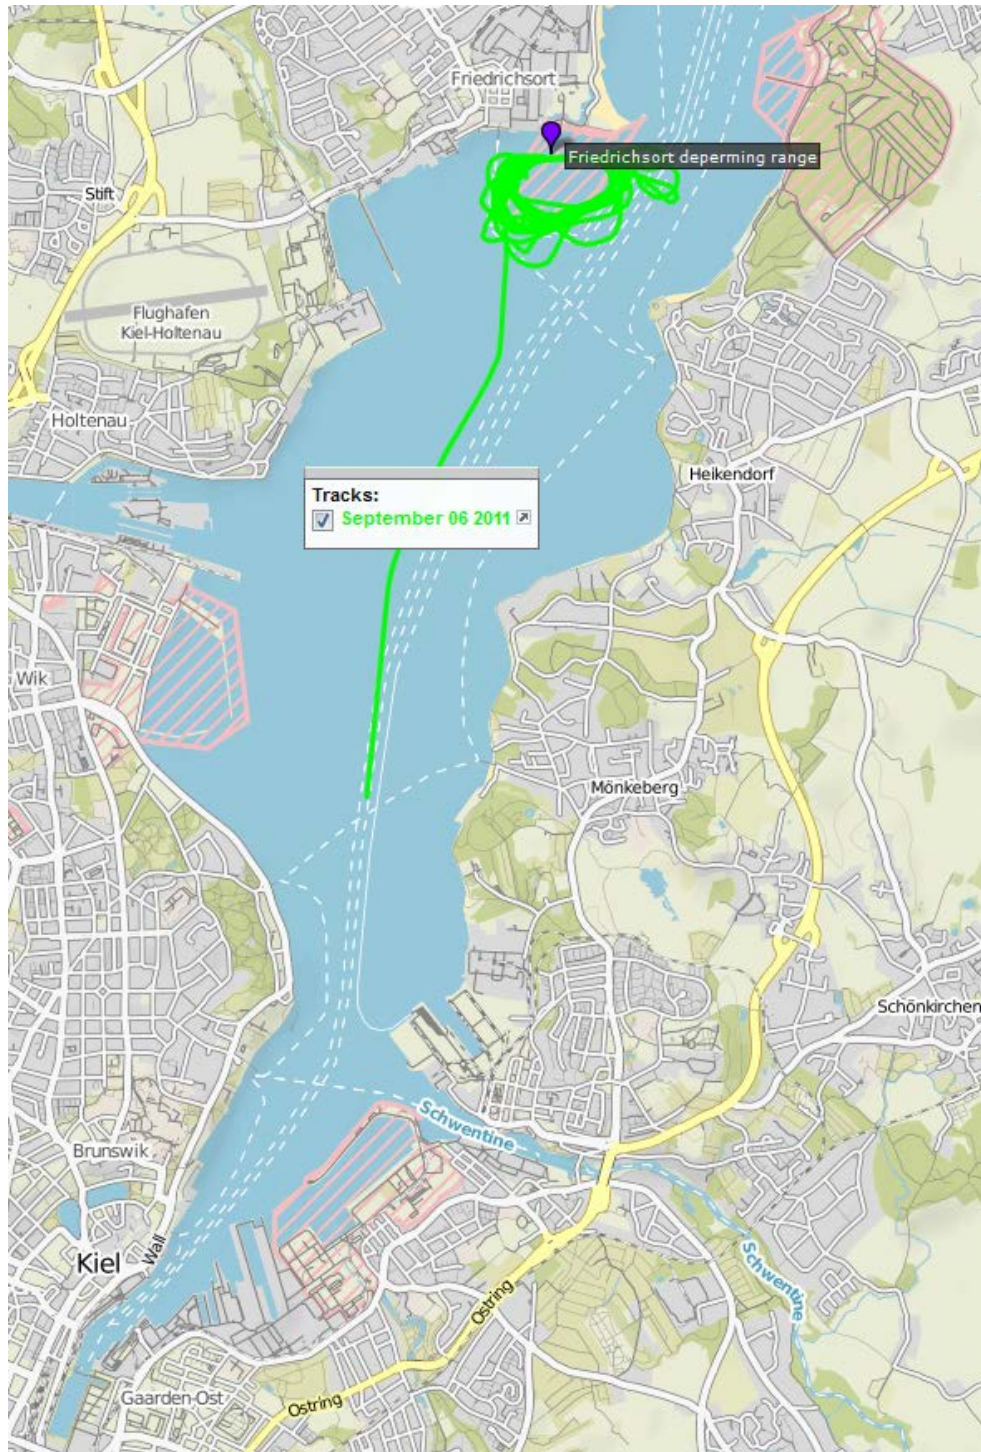 Friedrichsort
Friedrichsort deperming range
Stift
Flughafen
Kiel-Holtenau
Holtenau
Heikendorf
Tracks:
September 06 2011
Wik
Mönkeberg
Schönkirchen
Schwentine
Brunswik
Wall
Kiel
Schwentine
Ostring
Gaarden-Ost
Ostring